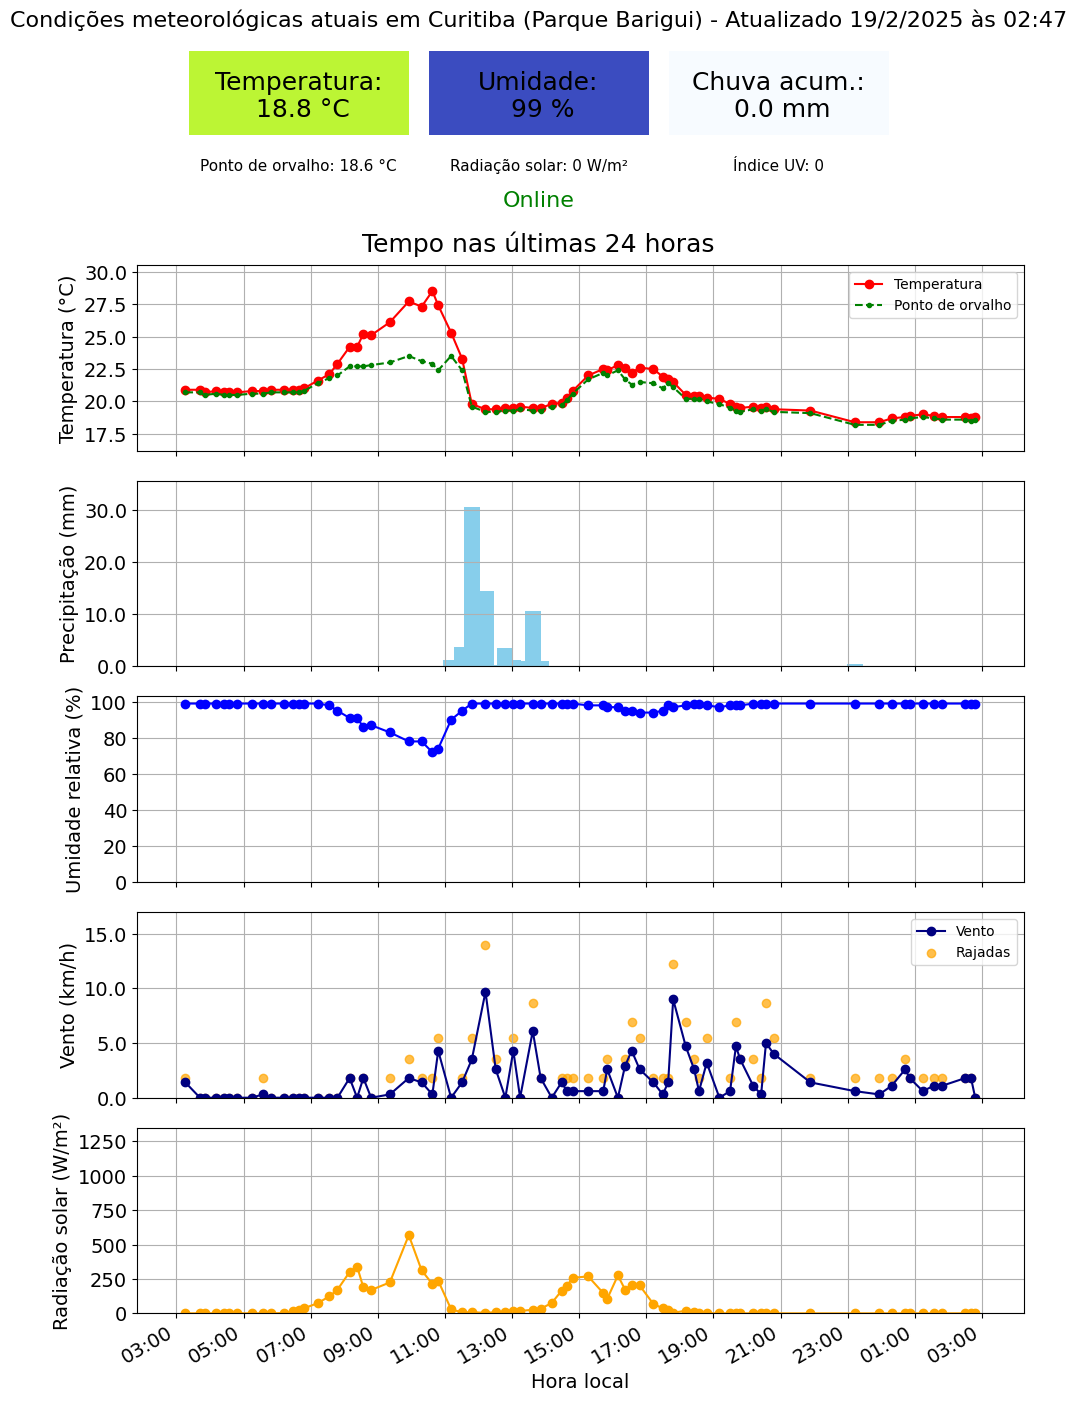 Condições meteorológicas atuais em Curitiba (Parque Barigui) - Atualizado 19/2/2025 às 02:47
Temperatura:
18.8 °C
Umidade:
99 %
Chuva acum.:
0.0 mm
Ponto de orvalho: 18.6 °C
Radiação solar: 0 W/m²
Índice UV: 0
Online
Tempo nas últimas 24 horas
Temperatura (°C)
30.0
27.5
25.0
22.5
20.0
17.5
Temperatura
Ponto de orvalho
Precipitação (mm)
30.0
20.0
10.0
0.0
Umidade relativa (%)
100
80
60
40
20
0
Vento (km/h)
15.0
10.0
5.0
0.0
Vento
Rajadas
Radiação solar (W/m²)
1250
1000
750
500
250
0
03:00
05:00
07:00
09:00
11:00
13:00
15:00
17:00
19:00
21:00
23:00
01:00
03:00
Hora local